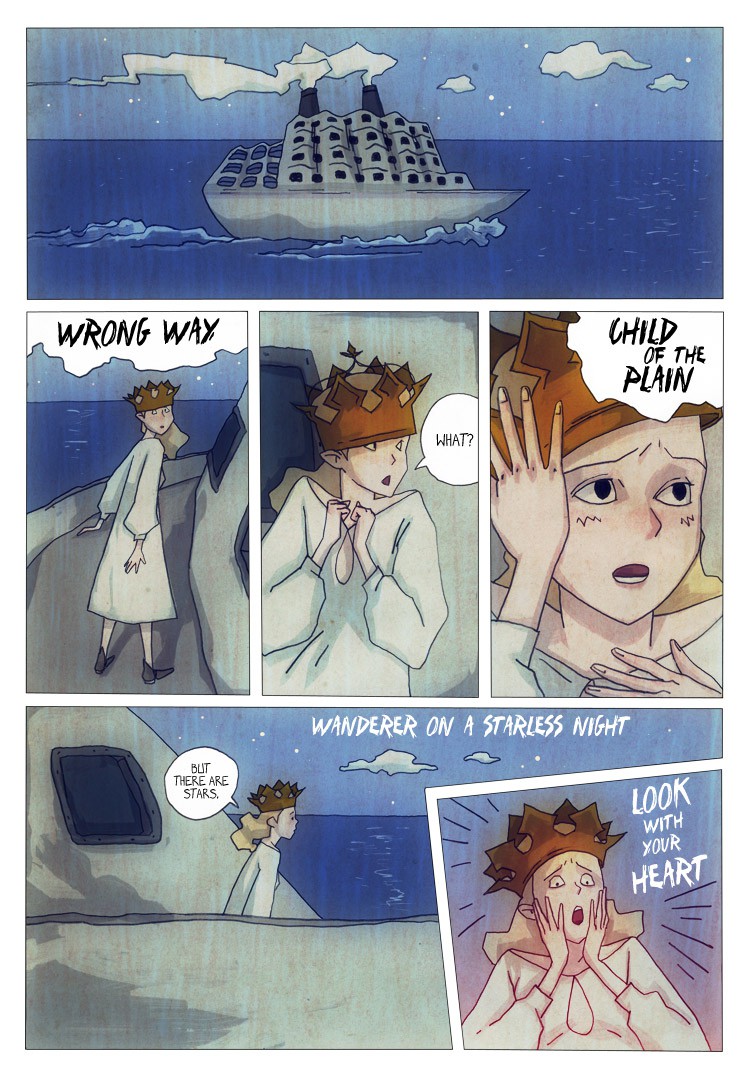 WRONG WAY,
WHAT?
CHILD
OF THE
PLAIN
WANDERER ON A STARLESS NIGHT
BUT
THERE ARE
STARS.
LOOK
WITH
YOUR
HEART